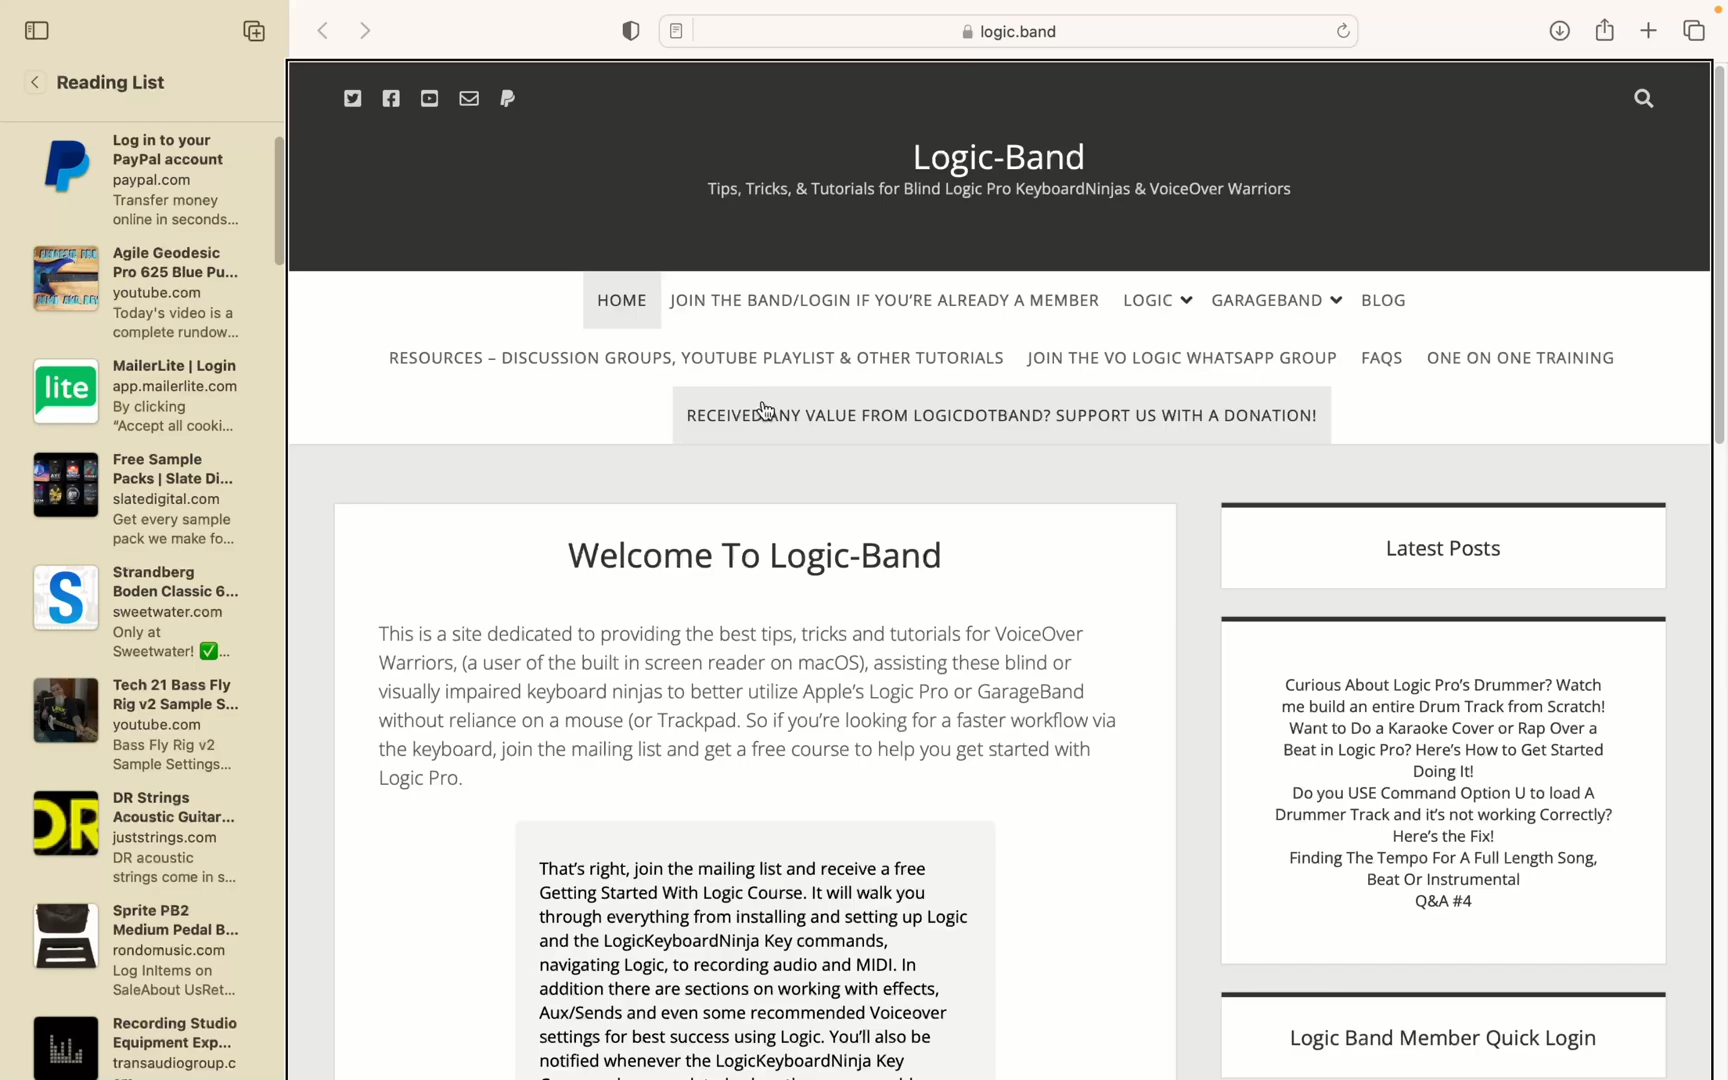 logic.band
Reading List
Log in to your
PayPal account
paypal.com
Transfer money
online in seconds...
Agile Geodesic
Pro 625 Blue Pu...
youtube.com
Today's video is a
complete rundow...
lite
MailerLite | Login
app.mailerlite.com
By clicking
“Accept all cooki...
Free Sample
Packs | Slate Di...
slatedigital.com
Get every sample
pack we make fo...
S
Strandberg
Boden Classic 6...
sweetwater.com
Only at
Sweetwater! ✅...
Tech 21 Bass Fly
Rig v2 Sample S...
youtube.com
Bass Fly Rig v2
Sample Settings...
DR
DR Strings
Acoustic Guitar...
juststrings.com
DR acoustic
strings come in s...
Sprite PB2
Medium Pedal B...
rondomusic.com
Log InItems on
SaleAbout UsRet...
Recording Studio
Equipment Exp...
transaudiogroup.c
Logic-Band
Tips, Tricks, & Tutorials for Blind Logic Pro KeyboardNinjas & VoiceOver Warriors
HOME JOIN THE BAND/LOGIN IF YOU’RE ALREADY A MEMBER LOGIC GARAGEBAND BLOG
RESOURCES – DISCUSSION GROUPS, YOUTUBE PLAYLIST & OTHER TUTORIALS JOIN THE VO LOGIC WHATSAPP GROUP FAQS ONE ON ONE TRAINING
RECEIVED ANY VALUE FROM LOGICDOTBAND? SUPPORT US WITH A DONATION!
Welcome To Logic-Band
This is a site dedicated to providing the best tips, tricks and tutorials for VoiceOver
Warriors, (a user of the built in screen reader on macOS), assisting these blind or
visually impaired keyboard ninjas to better utilize Apple’s Logic Pro or GarageBand
without reliance on a mouse (or Trackpad. So if you’re looking for a faster workflow via
the keyboard, join the mailing list and get a free course to help you get started with
Logic Pro.
That’s right, join the mailing list and receive a free
Getting Started With Logic Course. It will walk you
through everything from installing and setting up Logic
and the LogicKeyboardNinja Key commands,
navigating Logic, to recording audio and MIDI. In
addition there are sections on working with effects,
Aux/Sends and even some recommended Voiceover
settings for best success using Logic. You’ll also be
notified whenever the LogicKeyboardNinja Key
Latest Posts
Curious About Logic Pro’s Drummer? Watch
me build an entire Drum Track from Scratch!
Want to Do a Karaoke Cover or Rap Over a
Beat in Logic Pro? Here’s How to Get Started
Doing It!
Do you USE Command Option U to load A
Drummer Track and it’s not working Correctly?
Here’s the Fix!
Finding The Tempo For A Full Length Song,
Beat Or Instrumental
Q&A #4
Logic Band Member Quick Login